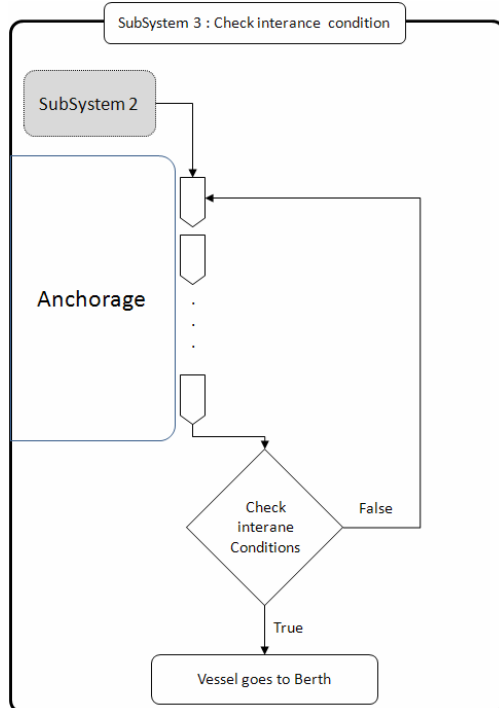 SubSystem 3 : Check interance condition
SubSystem 2
Anchorage
Check
interane
Conditions
False
True
Vessel goes to Berth